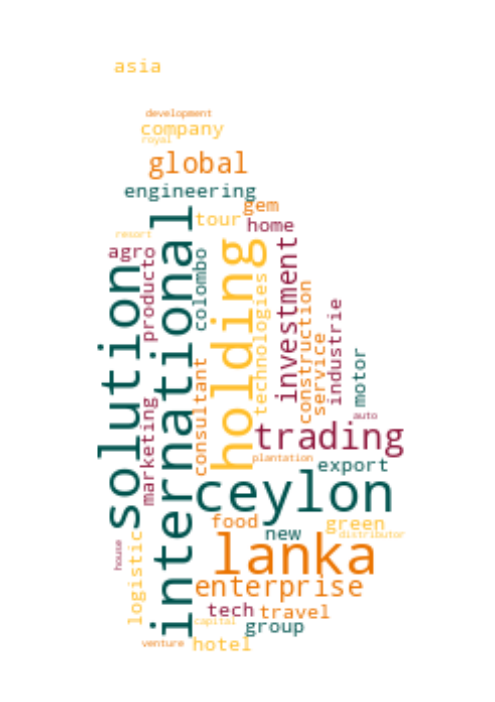 asia
development
company
royal
global
engineering
gem
tour
home
resort
agro
international
solution
holding
producto
colombo
investment
technologies
construction
industrie
service
motor
consultant
marketing
auto
trading
plantation
export
ceylon
food
green
new
distributor
lanka
house
logistic
enterprise
tech
travel
capital
group
venture
hotel